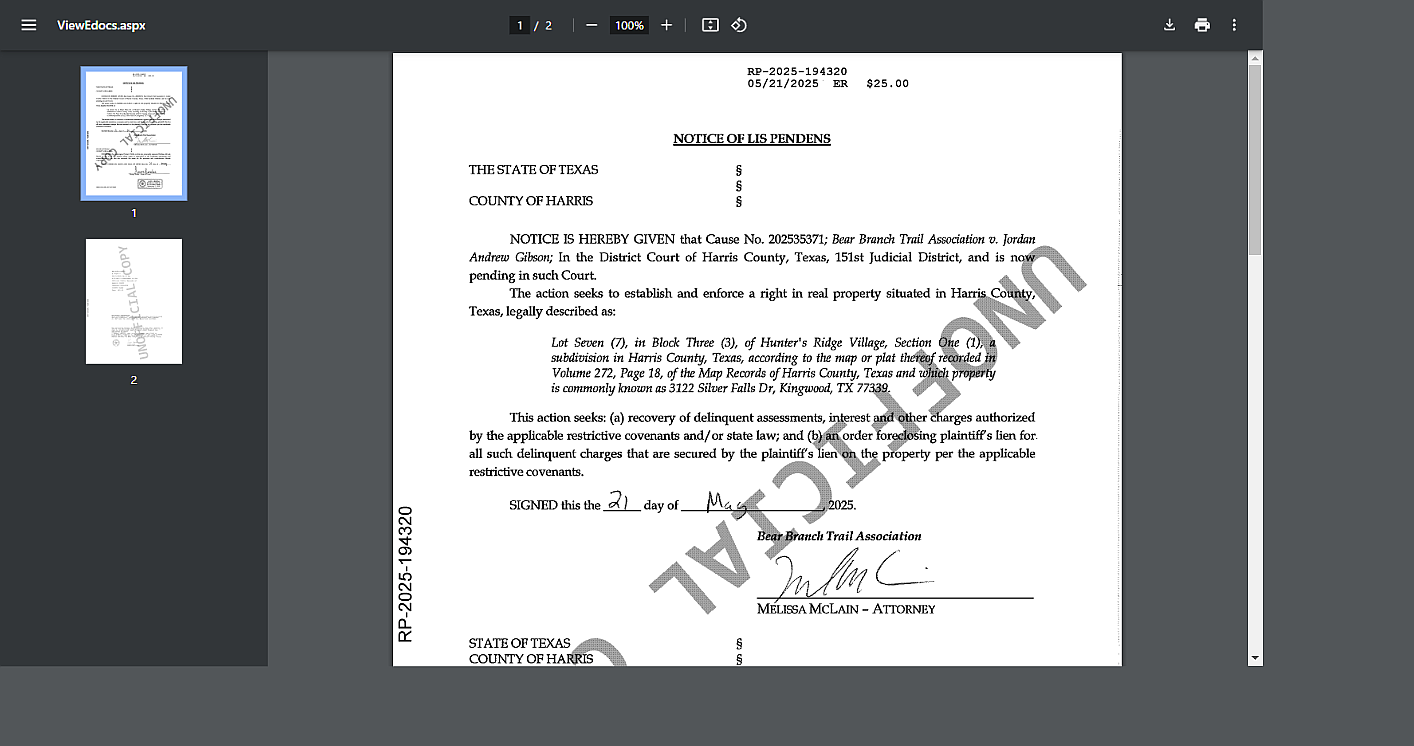 ViewEdocs.aspx
1 / 2
100%
1
2
RP-2025-194320
05/21/2025 ER $25.00
NOTICE OF LIS PENDENS
THE STATE OF TEXAS §
§
COUNTY OF HARRIS §
NOTICE IS HEREBY GIVEN that Cause No. 202535371; Bear Branch Trail Association v. Jordan
Andrew Gibson; In the District Court of Harris County, Texas, 151st Judicial District, and is now
pending in such Court.
The action seeks to establish and enforce a right in real property situated in Harris County,
Texas, legally described as:
Lot Seven (7), in Block Three (3), of Hunter's Ridge Village, Section One (1), a
subdivision in Harris County, Texas, according to the map or plat thereof recorded in
Volume 272, Page 18, of the Map Records of Harris County, Texas and which property
is commonly known as 3122 Silver Falls Dr, Kingwood, TX 77339.
This action seeks: (a) recovery of delinquent assessments, interest and other charges authorized
by the applicable restrictive covenants and/or state law; and (b) an order foreclosing plaintiff's lien for
all such delinquent charges that are secured by the plaintiff's lien on the property per the applicable
restrictive covenants.
SIGNED this the 21 day of May, 2025.
Bear Branch Trail Association
MELISSA MCLAIN – ATTORNEY
STATE OF TEXAS §
COUNTY OF HARRIS §
RP-2025-194320
UNOFFICIAL C
UNOFFICIAL COPY
UNOFFICIAL COPY